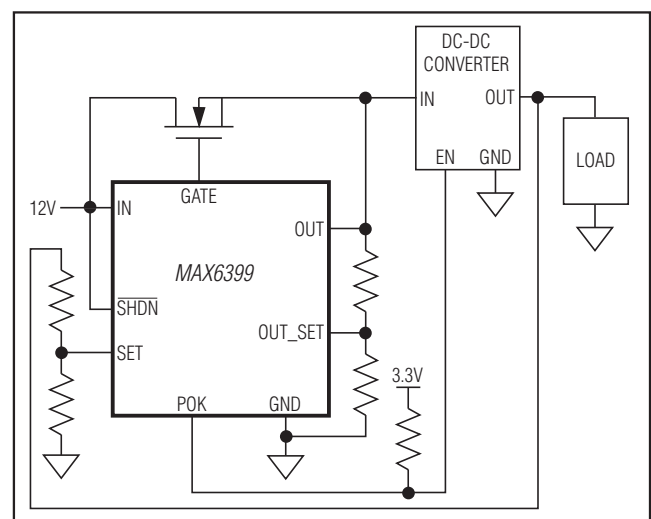 DC-DC
CONVERTER
IN
OUT
EN
GND
LOAD
12V
IN
GATE
OUT
MAX6399
SHDN
SET
OUT_SET
3.3V
POK
GND